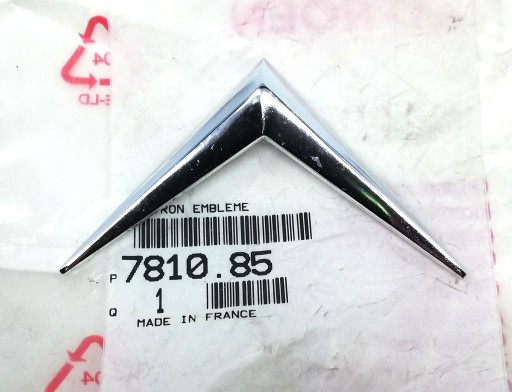 RON EMBLEME
P 7810.85
Q 1
MADE IN FRANCE